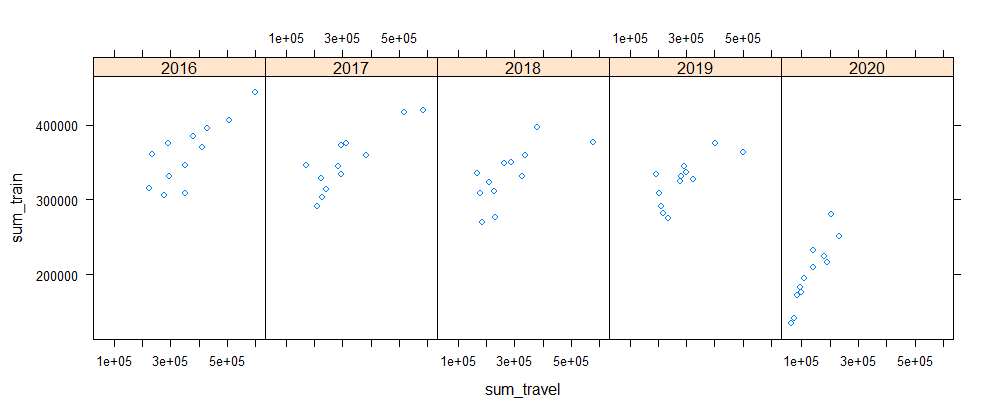 1e+05 3e+05 5e+05 1e+05 3e+05 5e+05
2016 2017 2018 2019 2020
400000
300000
200000
sum_train
1e+05 3e+05 5e+05 1e+05 3e+05 5e+05 1e+05 3e+05 5e+05
sum_travel